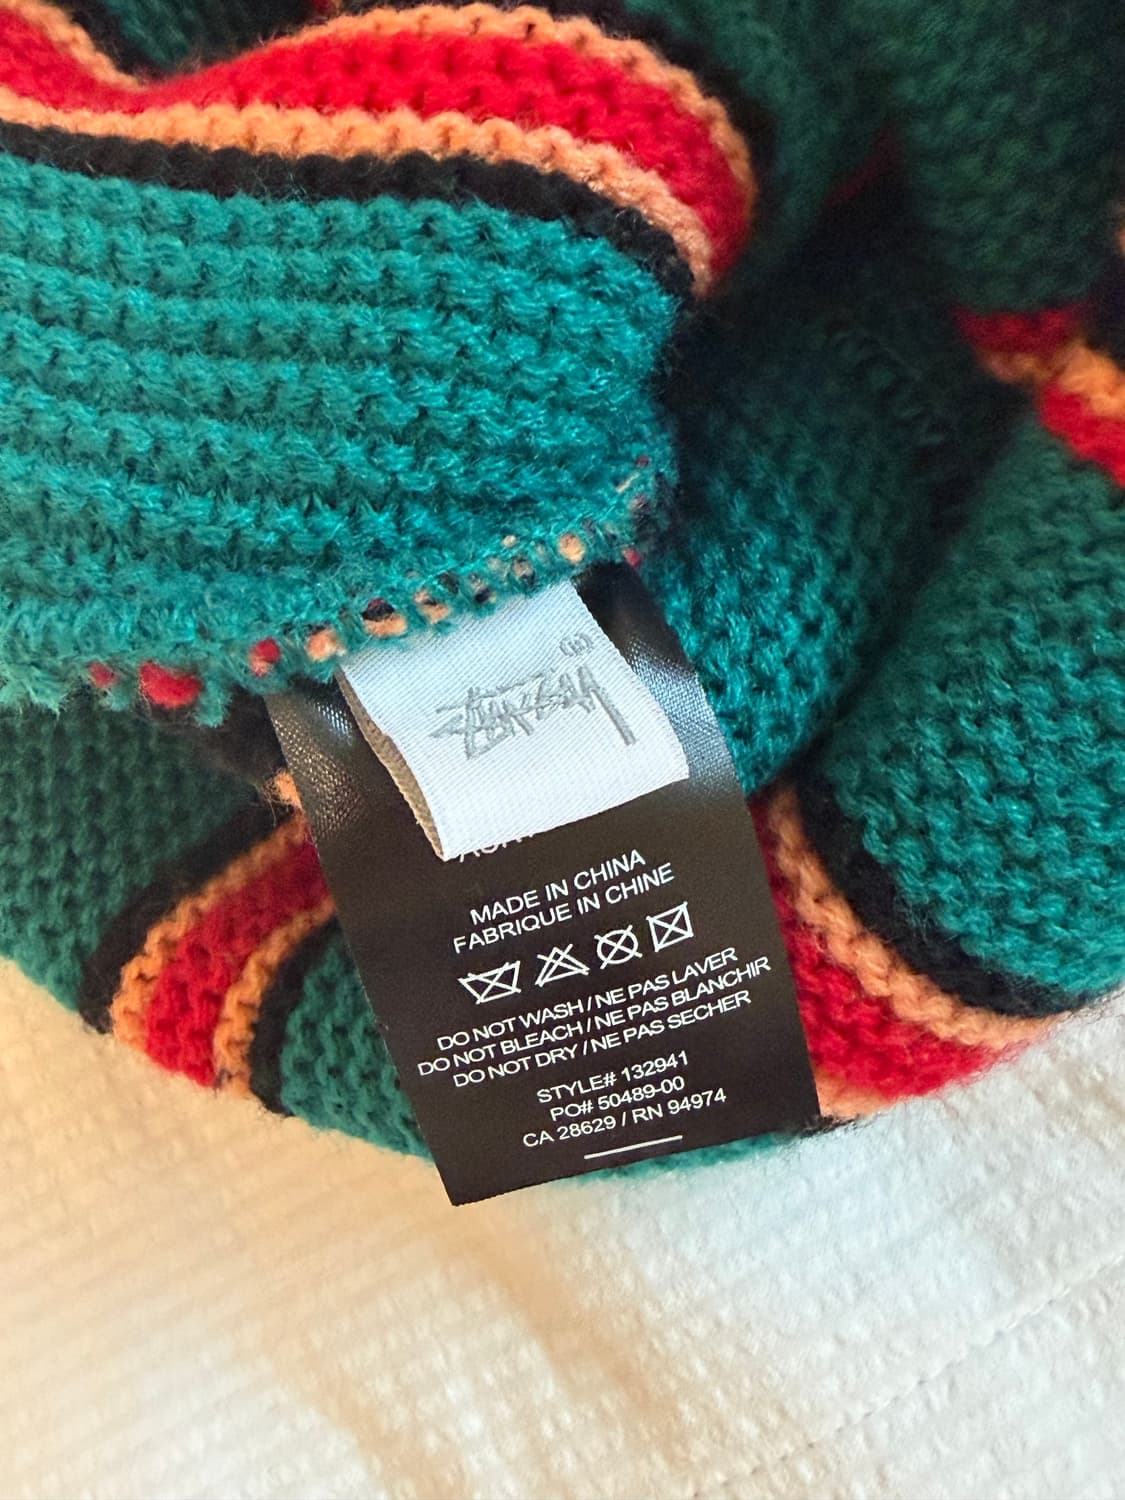 STÜSSY
(R)
MADE IN CHINA
FABRIQUE IN CHINE
DO NOT WASH / NE PAS LAVER
DO NOT BLEACH / NE PAS BLANCHIR
DO NOT DRY / NE PAS SECHER
STYLE# 132941
PO# 50489-00
CA 28629 / RN 94974